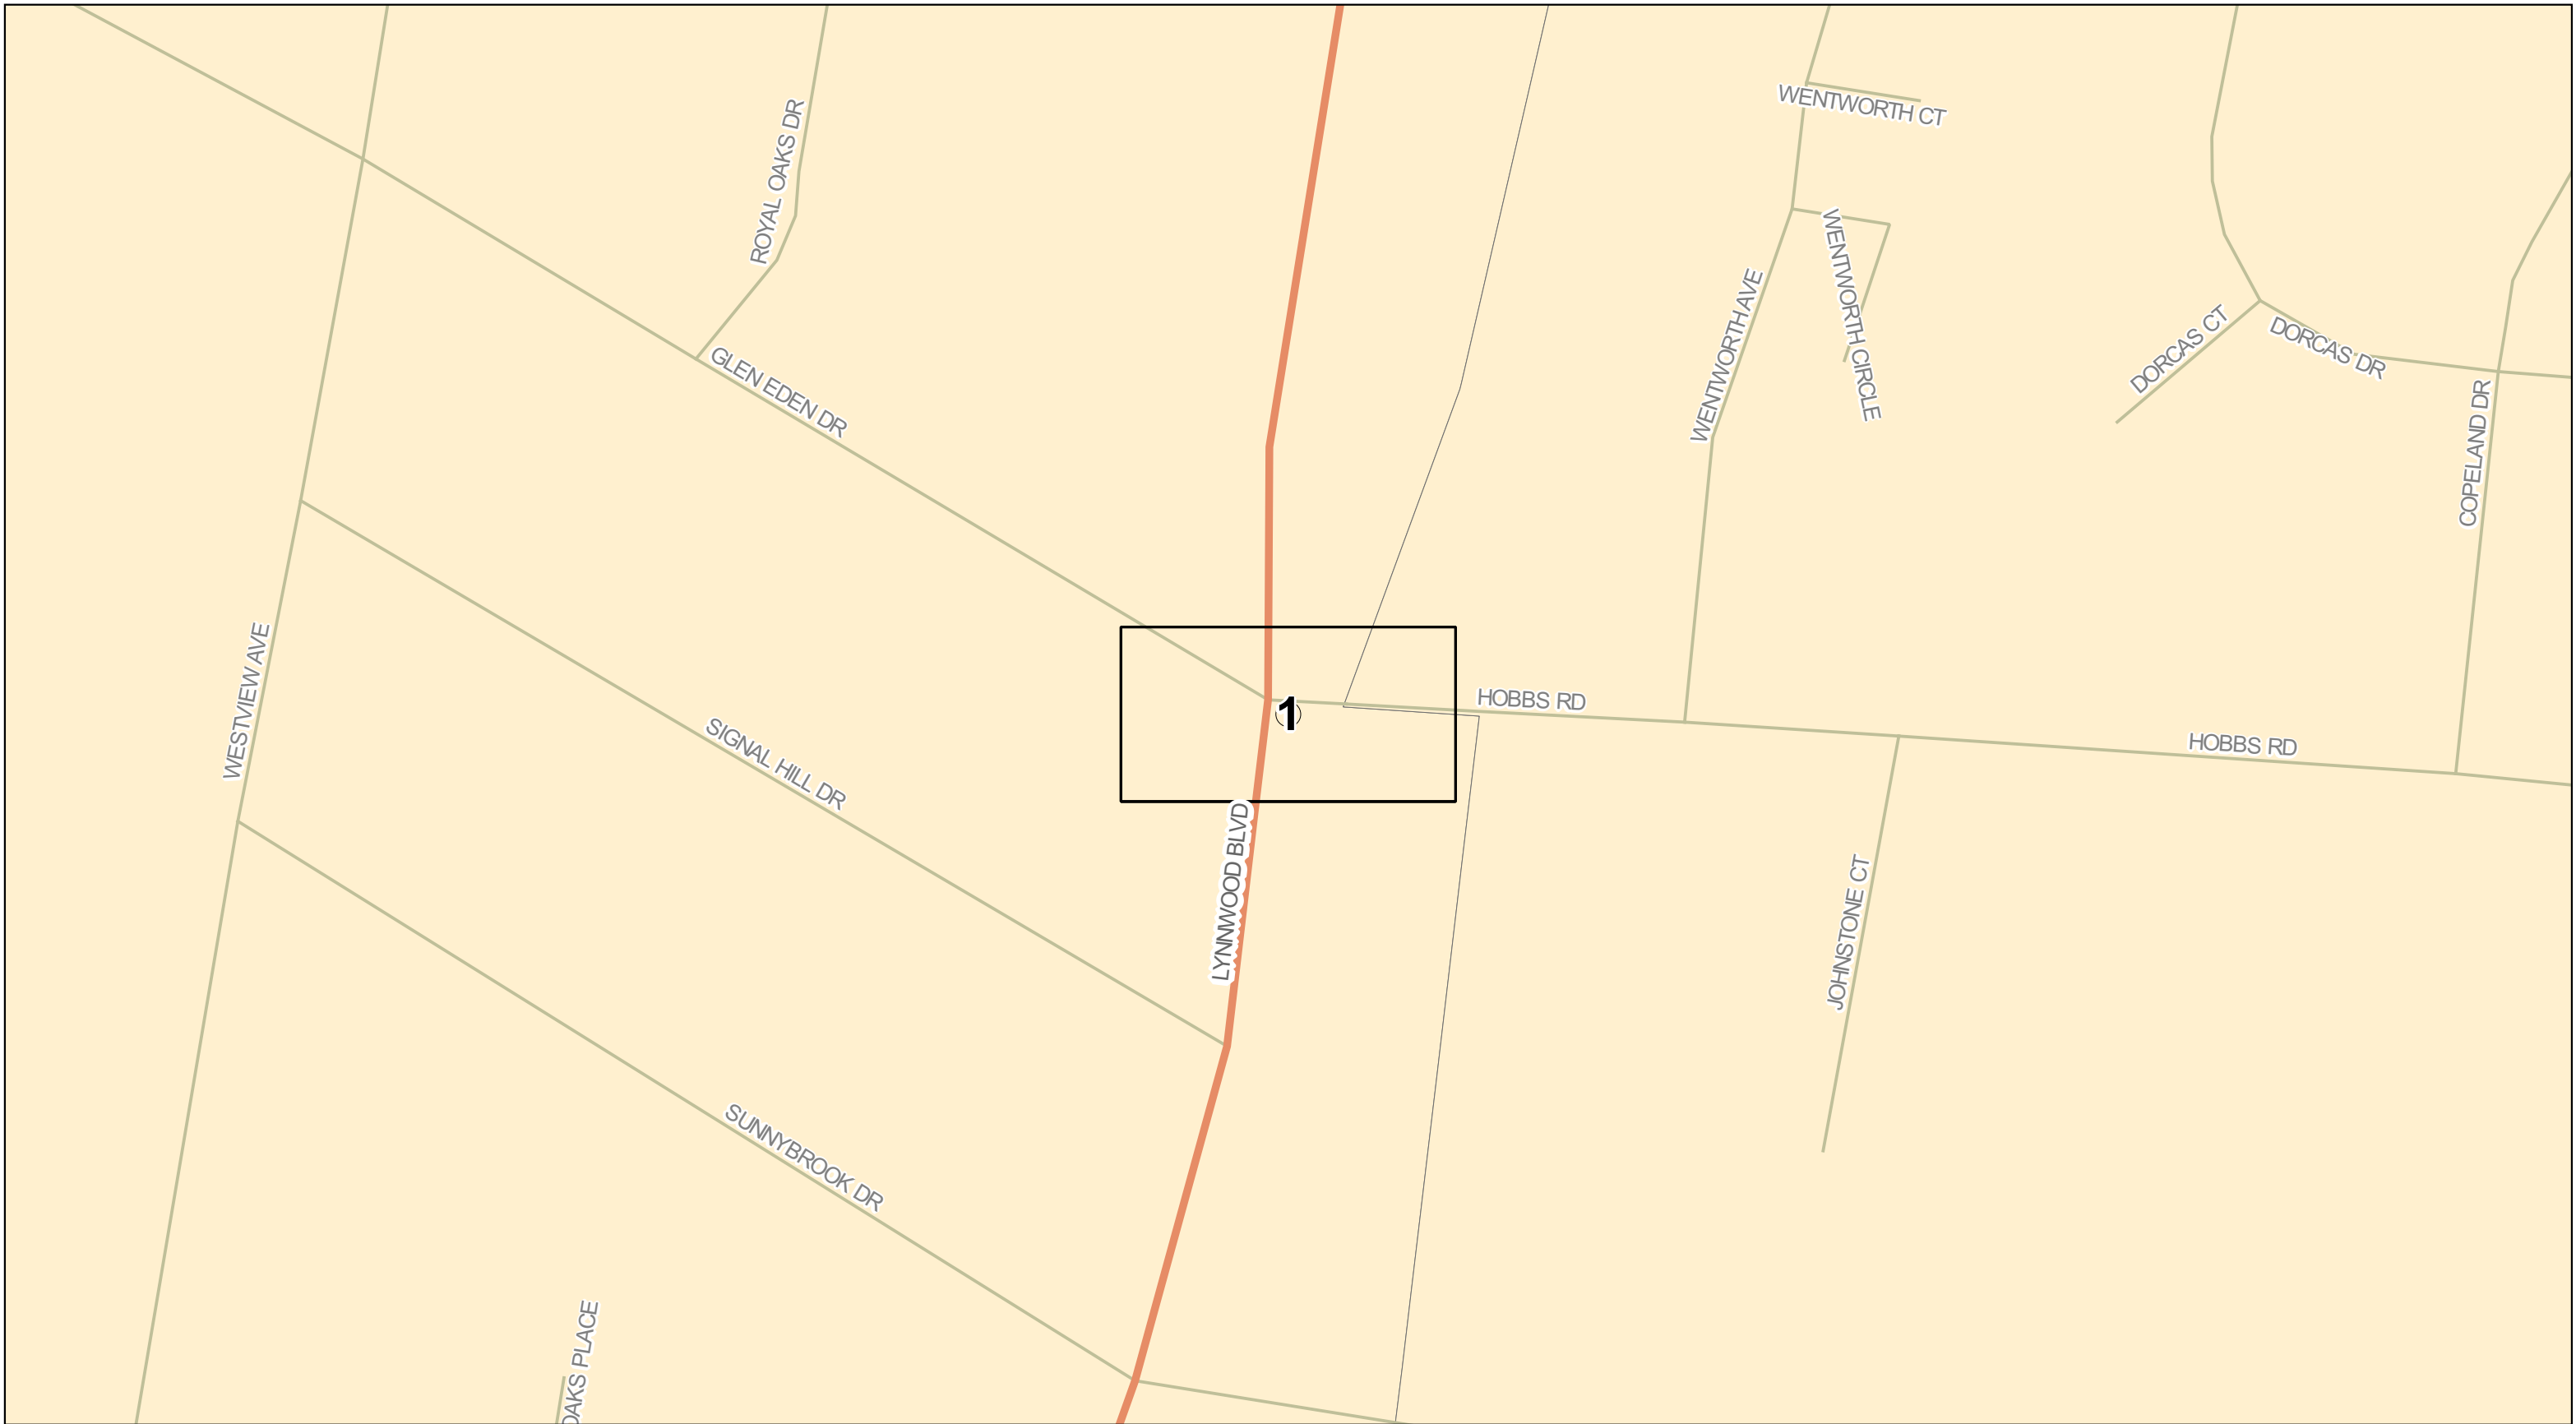 WENTWORTH CT
ROYAL OAKS DR
WENTWORTH CIRCLE
WENTWORTH AVE
DORCAS CT
DORCAS DR
GLEN EDEN DR
COPELAND DR
WESTVIEW AVE
HOBBS RD
1
HOBBS RD
SIGNAL HILL DR
LYNNWOOD BLVD
JOHNSTONE CT
SUNNYBROOK DR
OAKS PLACE